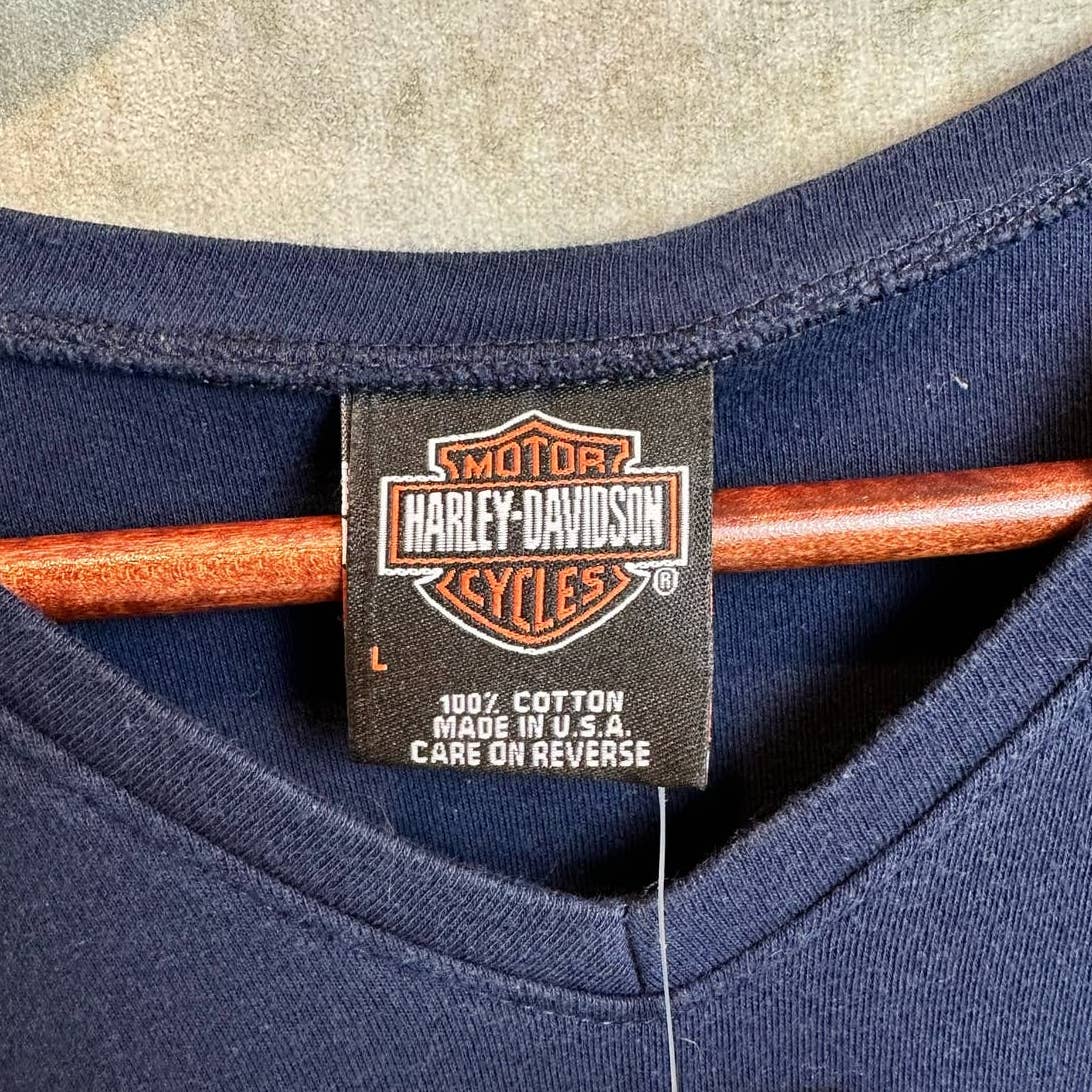 MOTOR
HARLEY-DAVIDSON
CYCLES
®
L
100% COTTON
MADE IN U.S.A.
CARE ON REVERSE